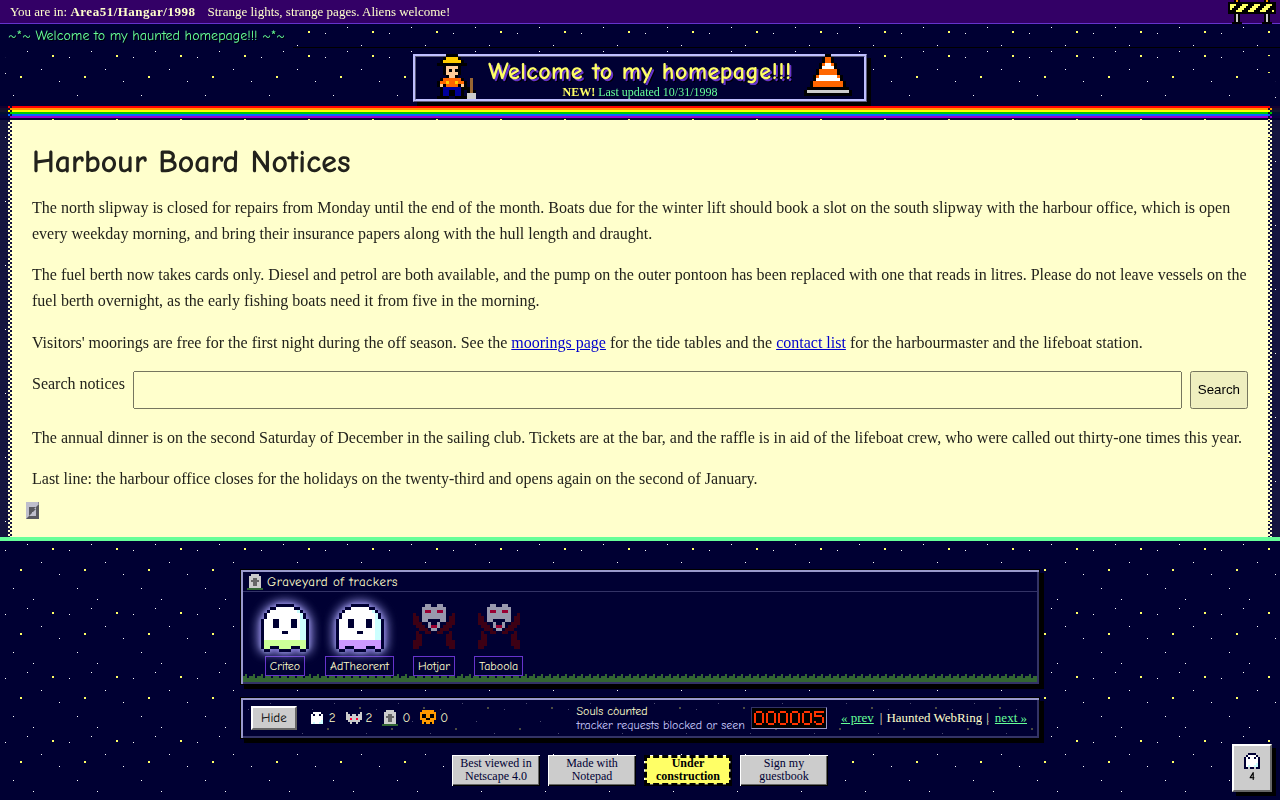 You are in: Area51/Hangar/1998 Strange lights, strange pages. Aliens welcome!
~*~ Welcome to my haunted homepage!!! ~*~
Welcome to my homepage!!!
NEW! Last updated 10/31/1998
Harbour Board Notices
The north slipway is closed for repairs from Monday until the end of the month. Boats due for the winter lift should book a slot on the south slipway with the harbour office, which is open
every weekday morning, and bring their insurance papers along with the hull length and draught.
The fuel berth now takes cards only. Diesel and petrol are both available, and the pump on the outer pontoon has been replaced with one that reads in litres. Please do not leave vessels on the
fuel berth overnight, as the early fishing boats need it from five in the morning.
Visitors' moorings are free for the first night during the off season. See the moorings page for the tide tables and the contact list for the harbourmaster and the lifeboat station.
Search notices Search
The annual dinner is on the second Saturday of December in the sailing club. Tickets are at the bar, and the raffle is in aid of the lifeboat crew, who were called out thirty-one times this year.
Last line: the harbour office closes for the holidays on the twenty-third and opens again on the second of January.
Graveyard of trackers
Criteo AdTheorent Hotjar Taboola
Hide 2 2 0 0 Souls counted 000005 « prev | Haunted WebRing | next »
tracker requests blocked or seen
Best viewed in Netscape 4.0
Made with Notepad
Under construction
Sign my guestbook
4